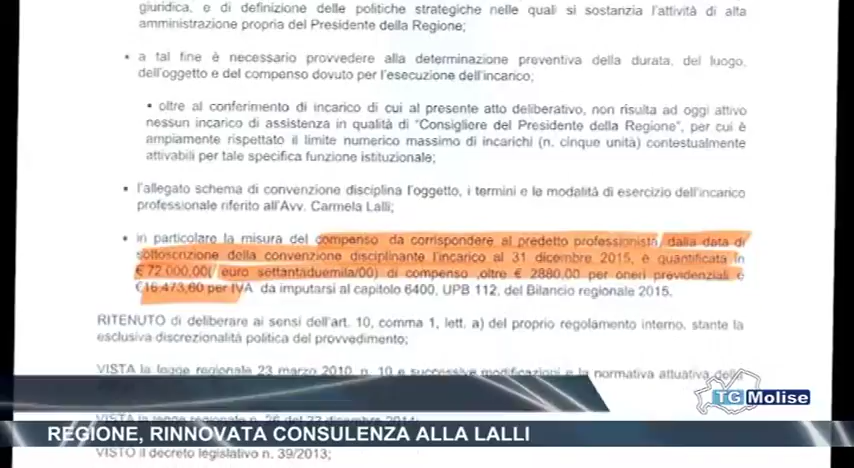 giuridica, e di definizione delle politiche strategiche nelle quali si sostanzia l'attività di alta
amministrazione propria del Presidente della Regione;
• a tal fine è necessario provvedere alla determinazione preventiva della durata, del luogo,
dell'oggetto e del compenso dovuto per l'esecuzione dell'incarico;
• oltre al conferimento di incarico di cui al presente atto deliberativo, non risulta ad oggi attivo
nessun incarico di assistenza in qualità di "Consigliere del Presidente della Regione", per cui è
ampiamente rispettato il limite numerico massimo di incarichi (n. cinque unità) contestualmente
attivabili per tale specifica funzione istituzionale;
• l'allegato schema di convenzione disciplina l'oggetto, i termini e le modalità di esercizio dell'incarico
professionale riferito all'Avv. Carmela Lalli;
• in particolare la misura del compenso da corrispondere al predetto professionista dalla data di
sottoscrizione della convenzione disciplinante l'incarico al 31 dicembre 2015, è quantificata in
€ 72.000,00( euro settantaduemila/00) di compenso ,oltre € 2880,00 per oneri previdenziali e
€16.473,60 per IVA da imputarsi al capitolo 6400, UPB 112, del Bilancio regionale 2015.
RITENUTO di deliberare ai sensi dell'art. 10, comma 1, lett. a) del proprio regolamento interno, stante la
esclusiva discrezionalità politica del provvedimento;
VISTA la legge regionale 23 marzo 2010, n. 10 e successive modificazioni e la normativa attuativa della
TG Molise
VISTA la legge regionale n. 26 del
REGIONE, RINNOVATA CONSULENZA ALLA LALLI
VISTO il decreto legislativo n. 39/2013;